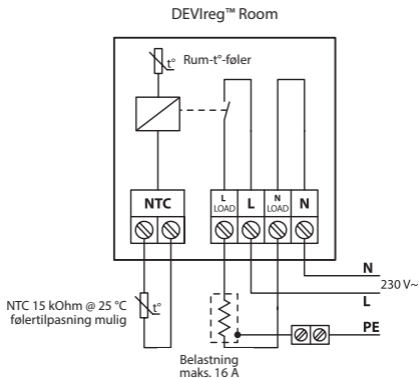 DEVIreg™ Room
t° Rum-t°-føler
NTC
L
LOAD
L
N
LOAD
N
N
230 V~
L
PE
NTC 15 kOhm @ 25 °C
følertilpasning mulig
t°
Belastning
maks. 16 A